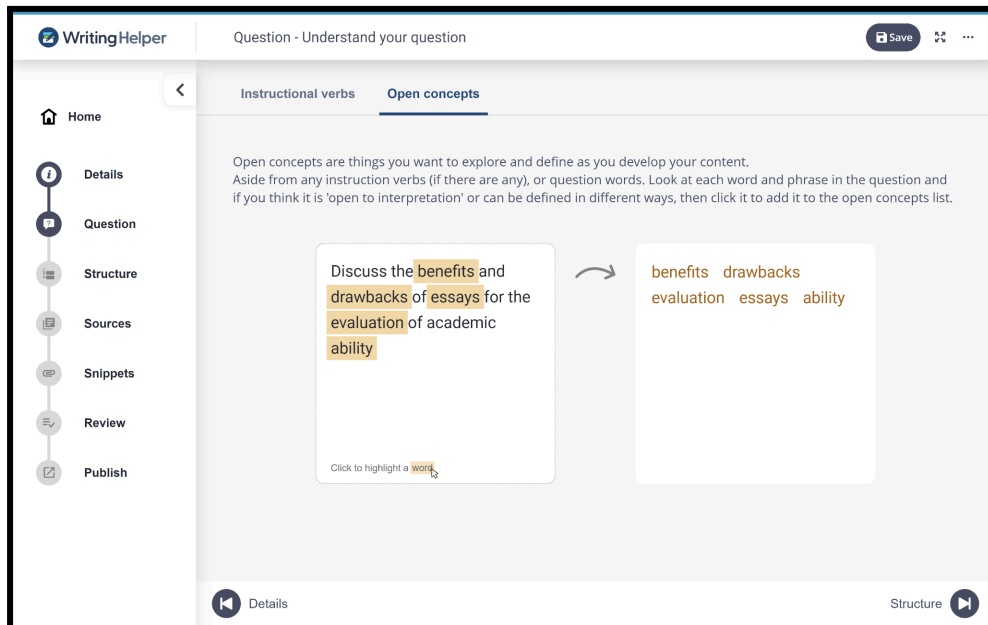 WritingHelper
Question - Understand your question
Save
Instructional verbs
Open concepts
Home
Details
Question
Structure
Sources
Snippets
Review
Publish
Open concepts are things you want to explore and define as you develop your content.
Aside from any instruction verbs (if there are any), or question words. Look at each word and phrase in the question and
if you think it is 'open to interpretation' or can be defined in different ways, then click it to add it to the open concepts list.
Discuss the benefits and
drawbacks of essays for the
evaluation of academic
ability
Click to highlight a word
benefits drawbacks
evaluation essays ability
Details
Structure